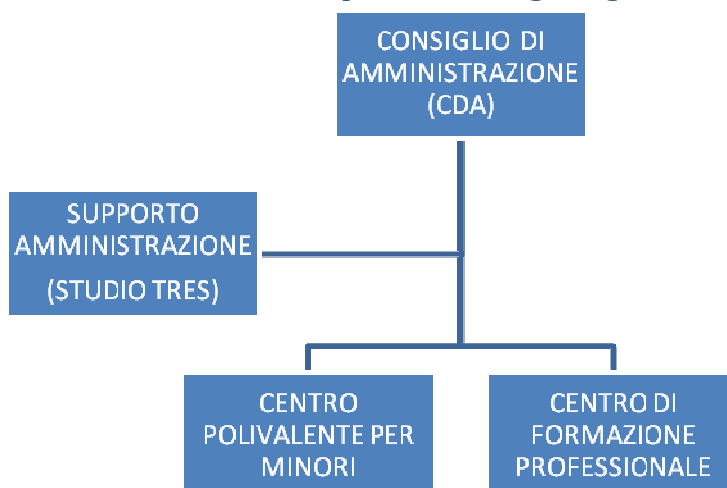 CONSIGLIO DI
AMMINISTRAZIONE
(CDA)
SUPPORTO
AMMINISTRAZIONE
(STUDIO TRES)
CENTRO
POLIVALENTE PER
MINORI
CENTRO DI
FORMAZIONE
PROFESSIONALE